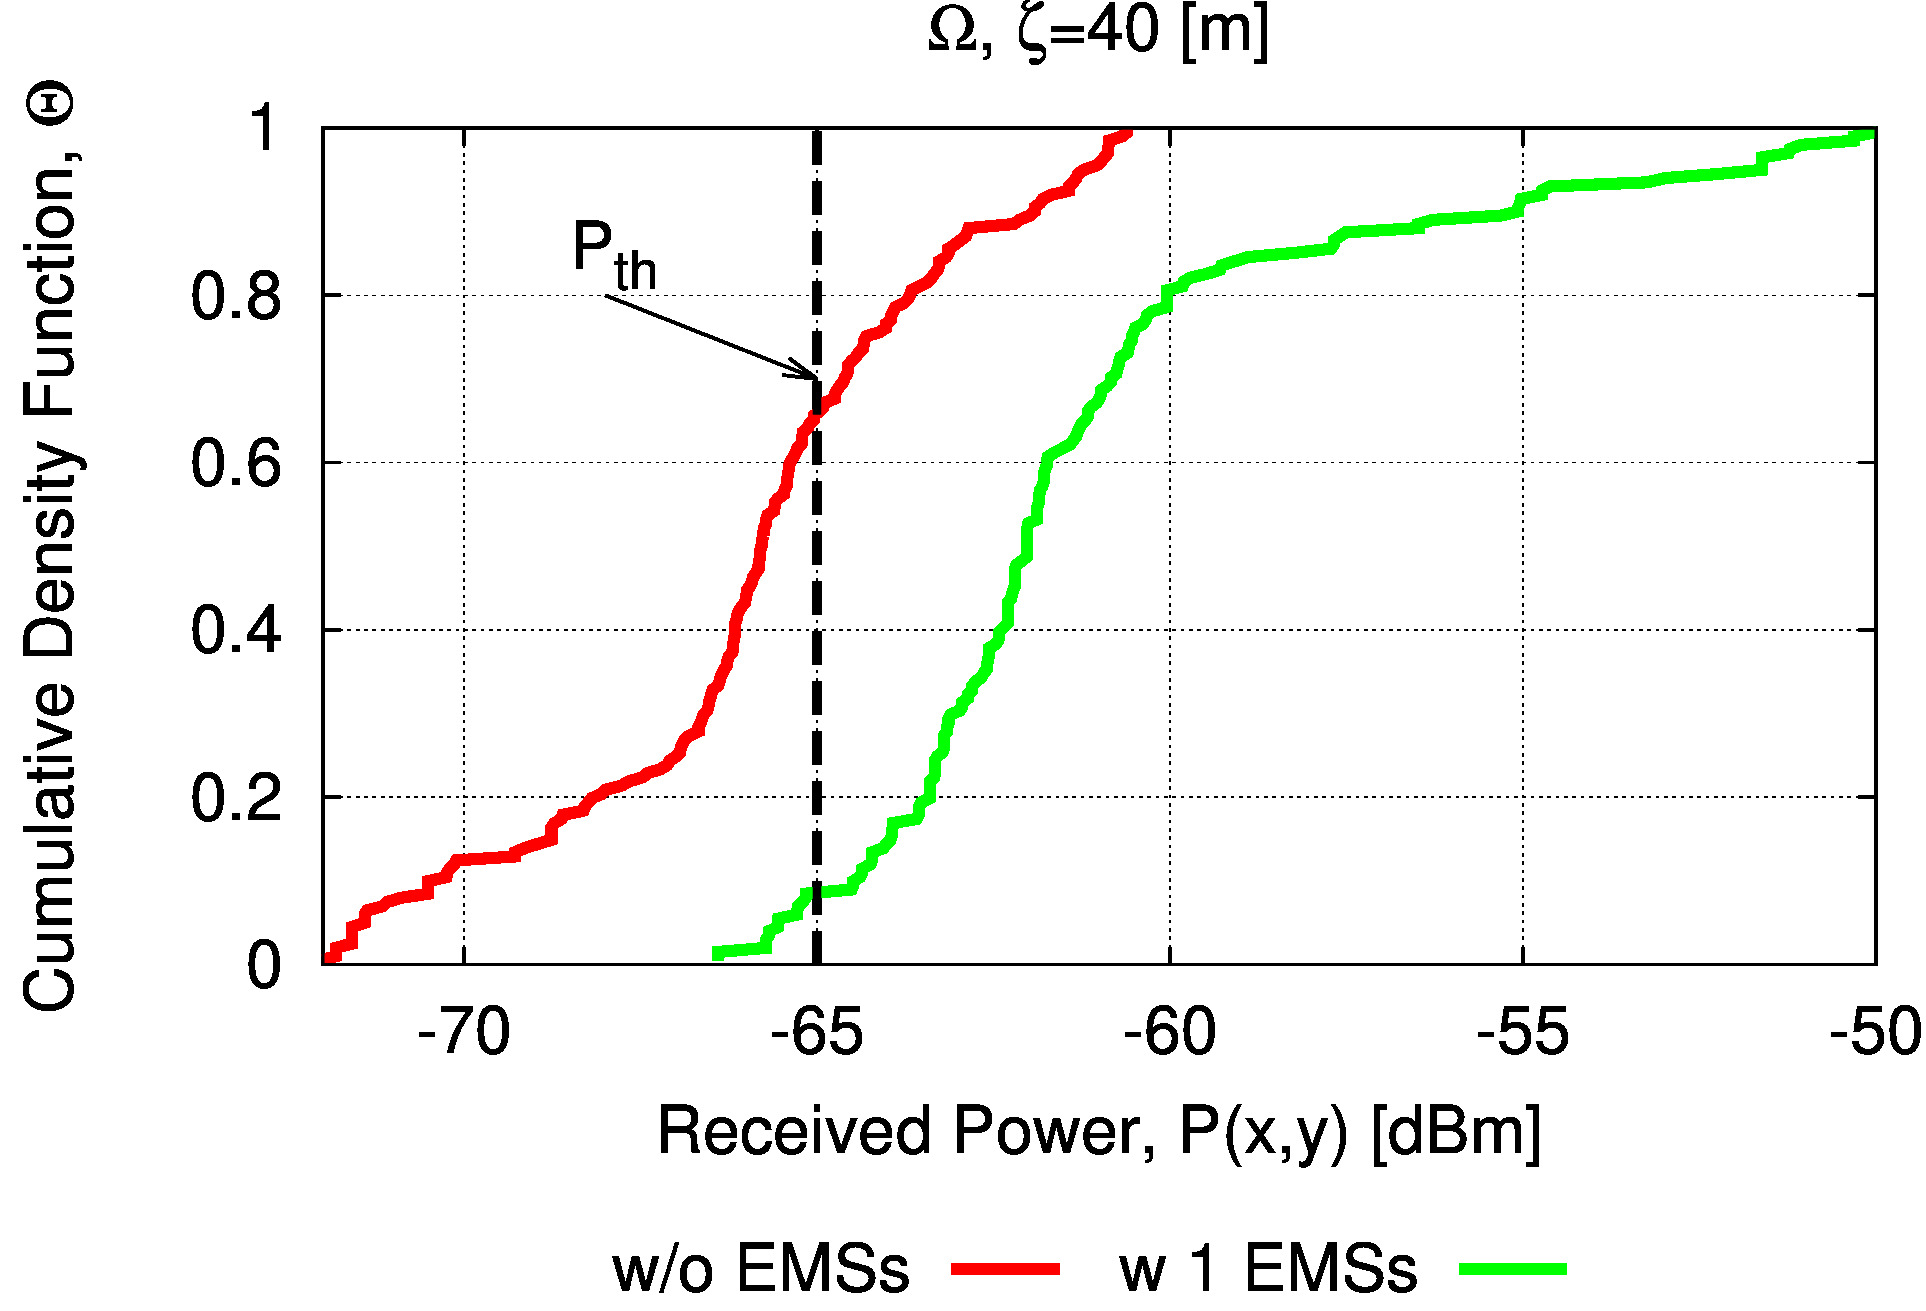 Ω, ζ=40 [m]
Cumulative Density Function, Θ
1
0.8
0.6
0.4
0.2
0
P_th
-70 -65 -60 -55 -50
Received Power, P(x,y) [dBm]
w/o EMSs w 1 EMSs